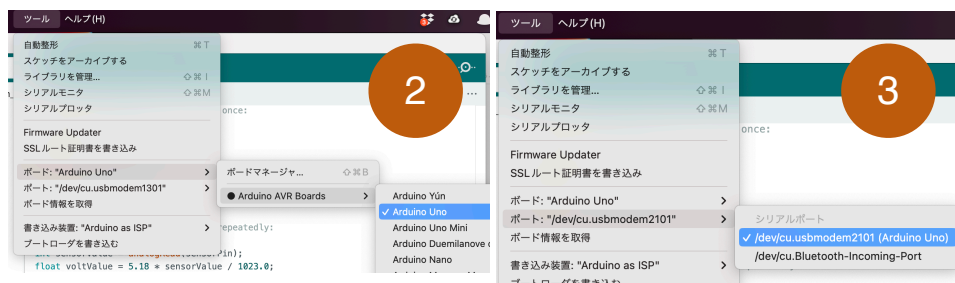 ツール ヘルプ(H)
自動整形 ⌘ T
スケッチをアーカイブする
ライブラリを管理... ⇧ ⌘ I
シリアルモニタ ⇧ ⌘ M
シリアルプロッタ
Firmware Updater
SSLルート証明書を書き込み
ボード: "Arduino Uno"
ポート: "/dev/cu.usbmodem1301"
ボード情報を取得
書き込み装置: "Arduino as ISP"
ブートローダを書き込む
ボードマネージャ... ⇧ ⌘ B
● Arduino AVR Boards
Arduino Yún
✓ Arduino Uno
Arduino Uno Mini
Arduino Duemilanove
Arduino Nano
2
once:
repeatedly:
float voltValue = 5.18 * sensorValue / 1023.0;
ツール ヘルプ(H)
自動整形 ⌘ T
スケッチをアーカイブする
ライブラリを管理... ⇧ ⌘ I
シリアルモニタ ⇧ ⌘ M
シリアルプロッタ
Firmware Updater
SSLルート証明書を書き込み
ボード: "Arduino Uno"
ポート: "/dev/cu.usbmodem2101"
ボード情報を取得
書き込み装置: "Arduino as ISP"
シリアルポート
✓ /dev/cu.usbmodem2101 (Arduino Uno)
/dev/cu.Bluetooth-Incoming-Port
3
once: